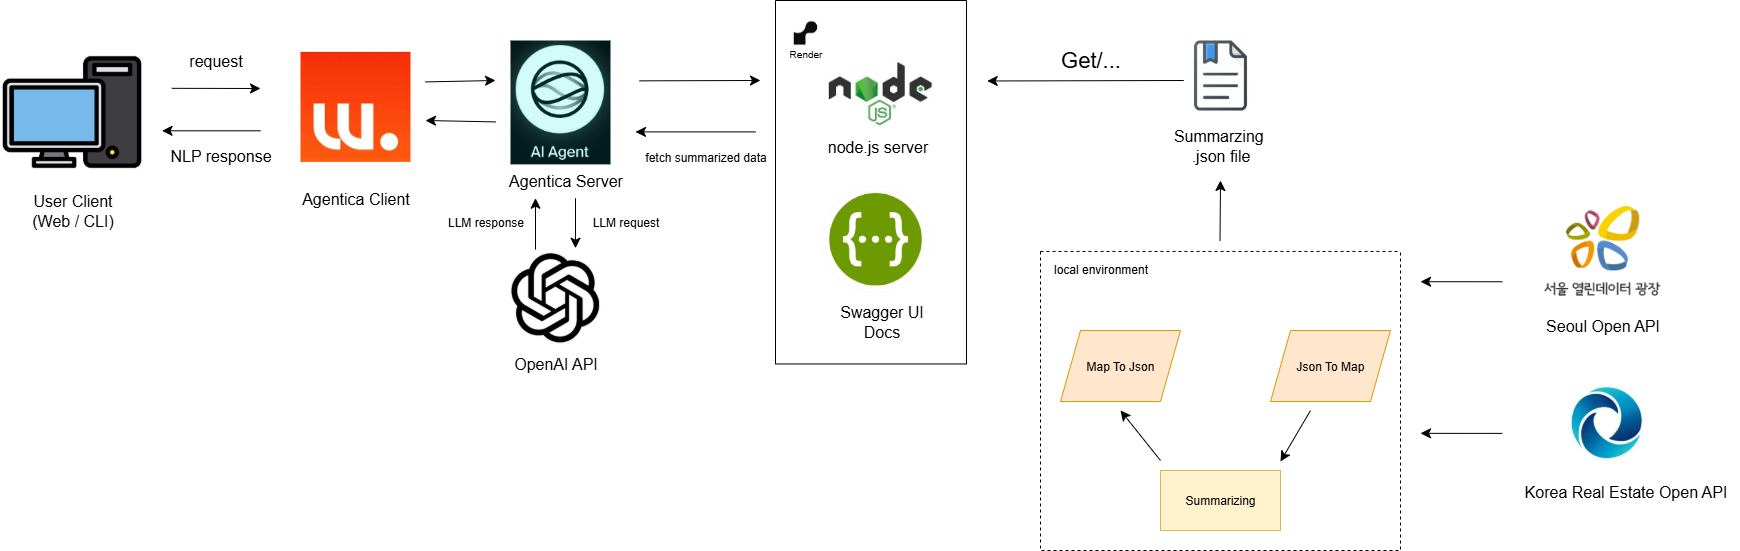 request
NLP response
User Client
(Web / CLI)
w.
Agentica Client
AI Agent
Agentica Server
LLM response
LLM request
OpenAI API
fetch summarized data
Render
node
JS
node.js server
{...}
Swagger UI
Docs
Get/...
Summarzing
.json file
local environment
Map To Json
Json To Map
Summarizing
서울 열린데이터 광장
Seoul Open API
Korea Real Estate Open API